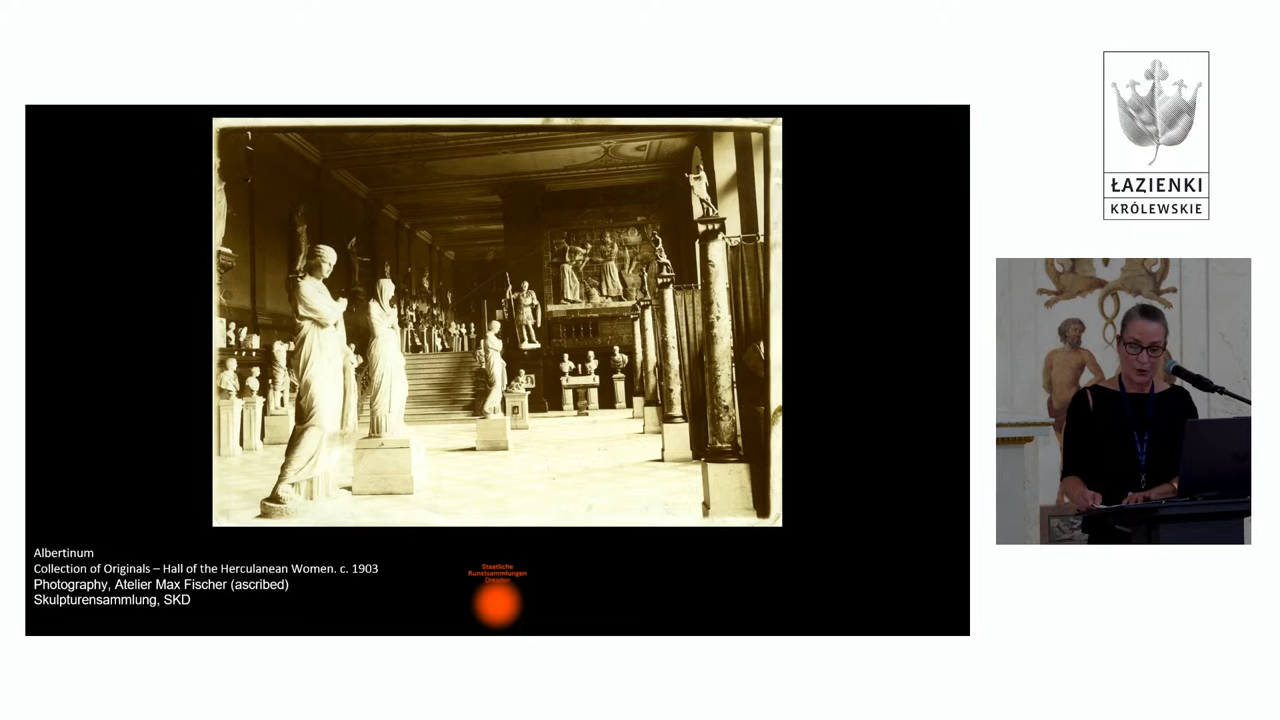 ŁAZIENKI
KRÓLEWSKIE
Albertinum
Collection of Originals – Hall of the Herculanean Women. c. 1903
Photography, Atelier Max Fischer (ascribed)
Skulpturensammlung, SKD
Staatliche
Kunstsammlungen
Dresden